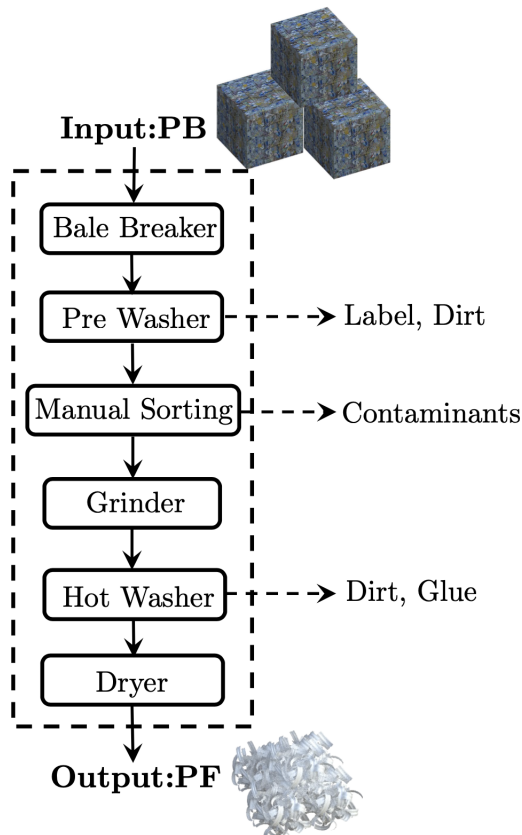 Input:PB
Bale Breaker
Pre Washer
Label, Dirt
Manual Sorting
Contaminants
Grinder
Hot Washer
Dirt, Glue
Dryer
Output:PF